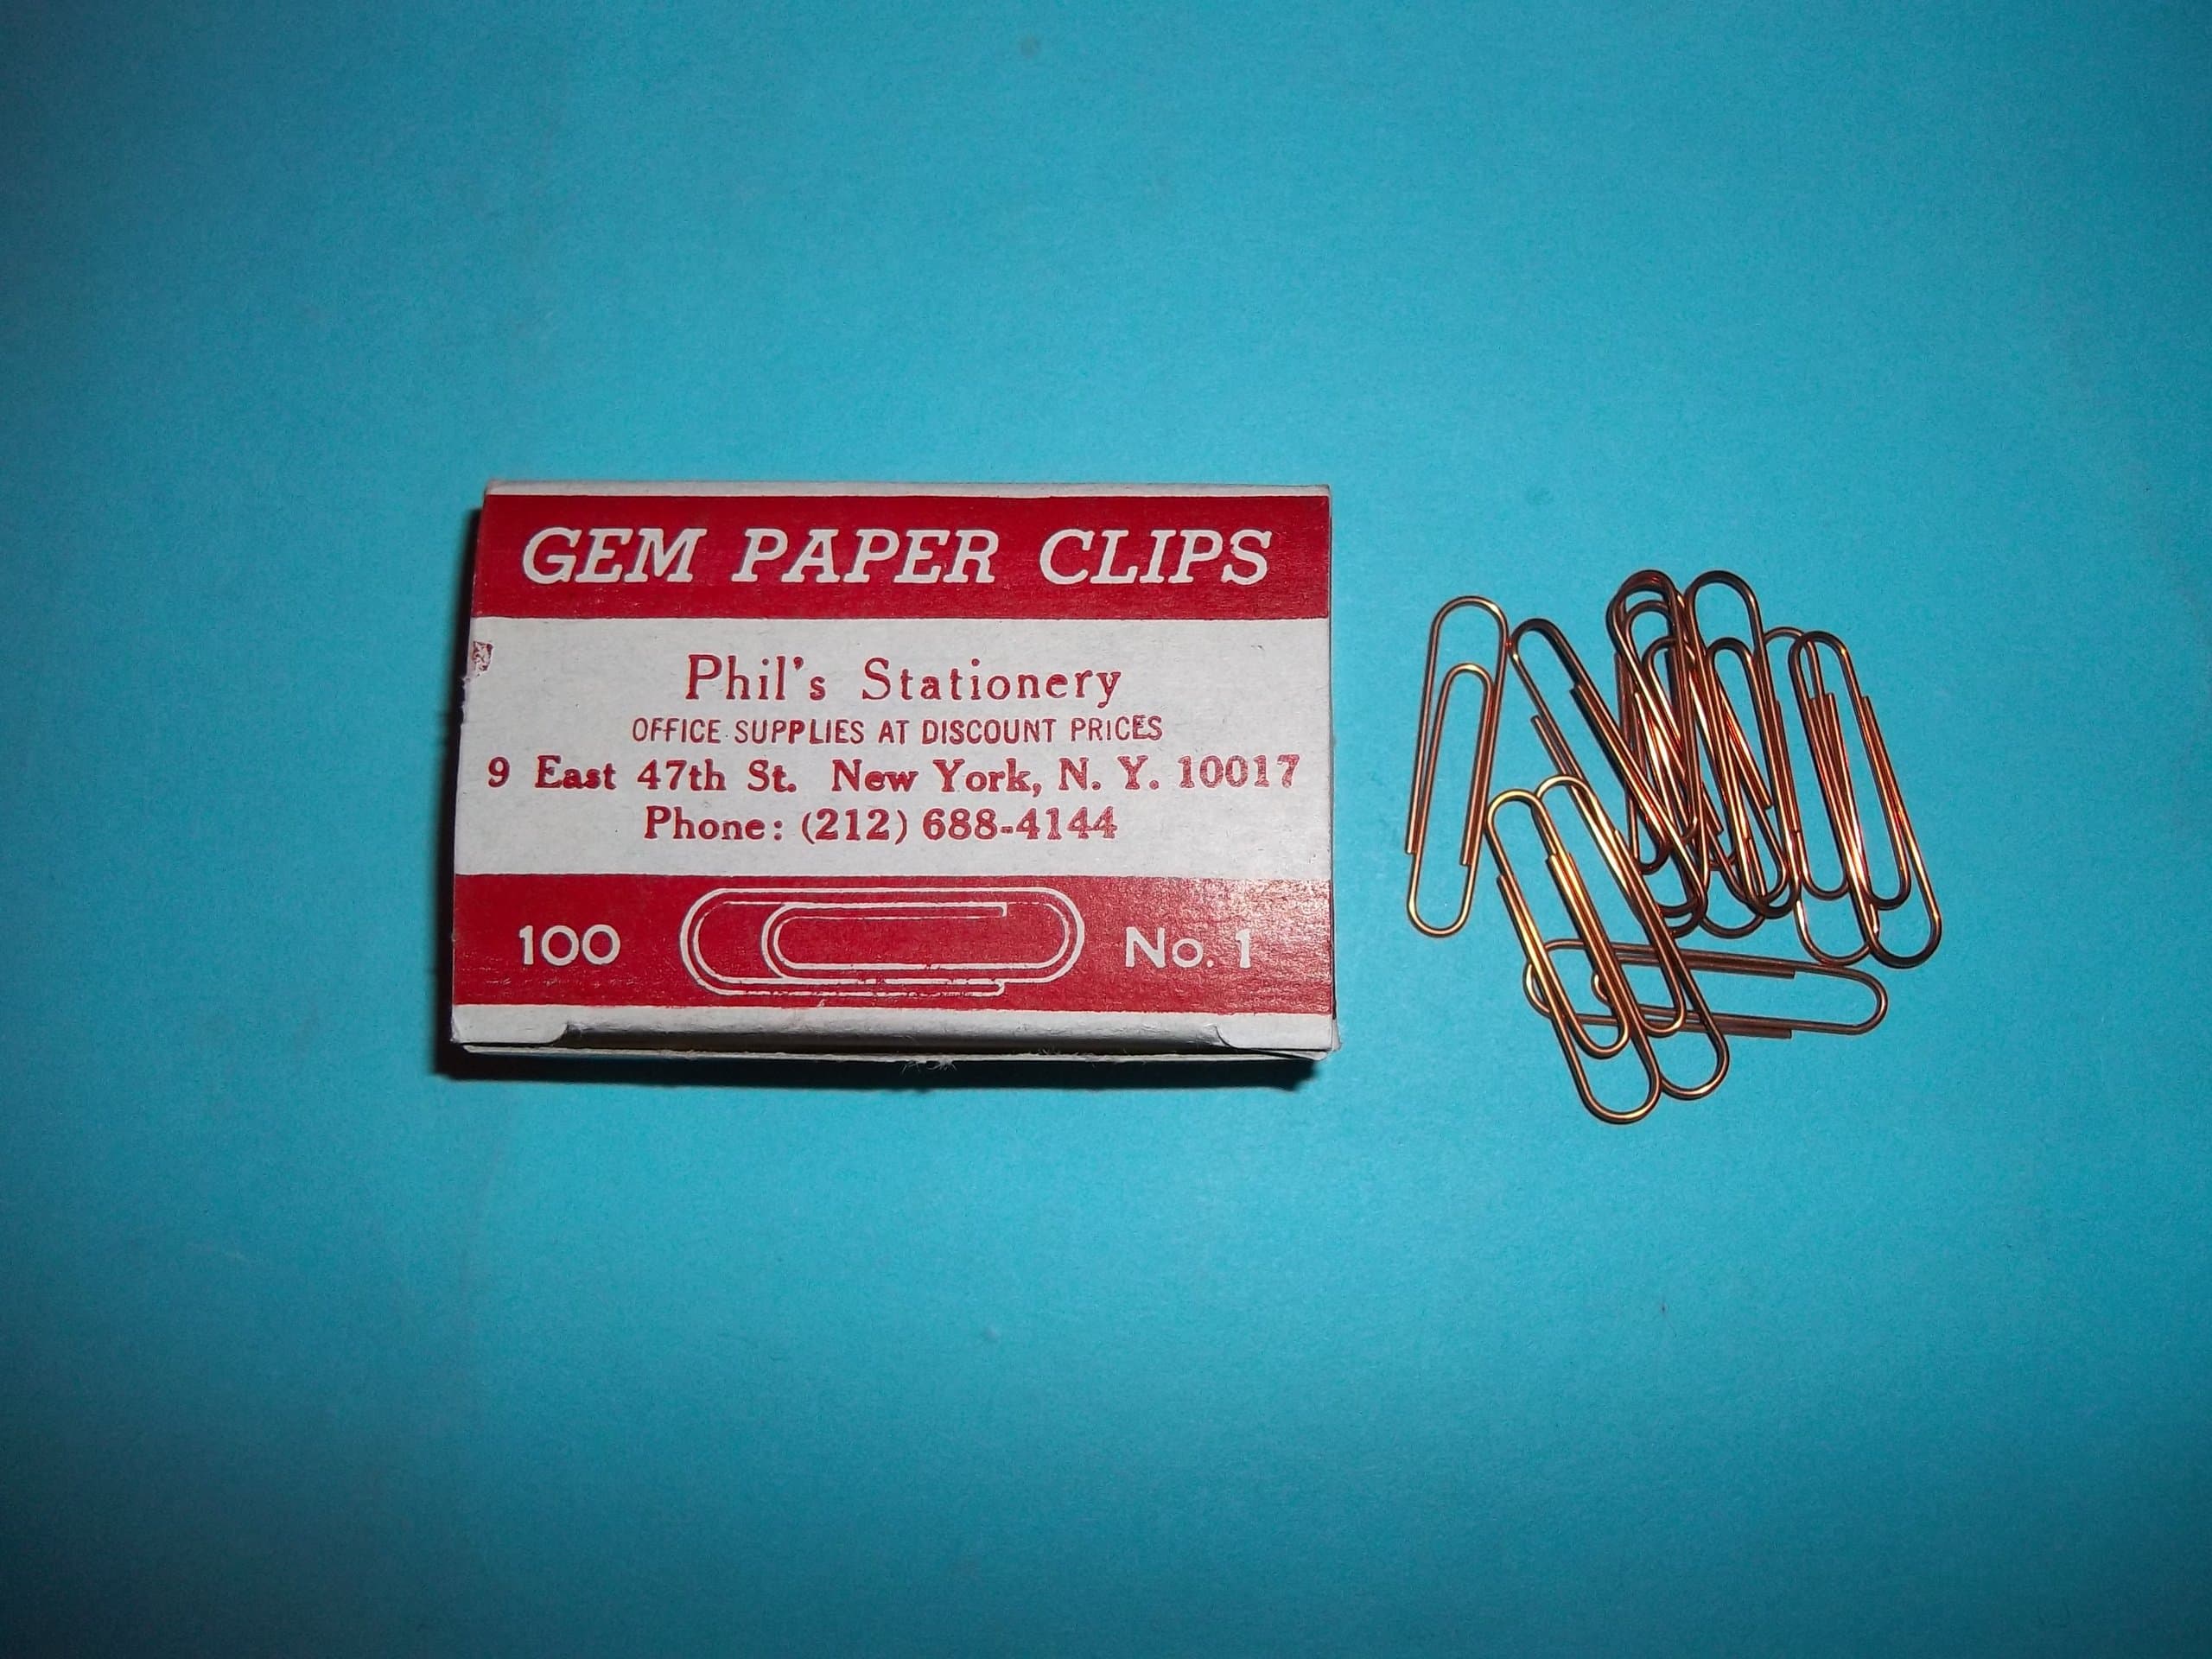 GEM PAPER CLIPS
Phil's Stationery
OFFICE SUPPLIES AT DISCOUNT PRICES
9 East 47th St. New York, N. Y. 10017
Phone: (212) 688-4144
100 No. 1